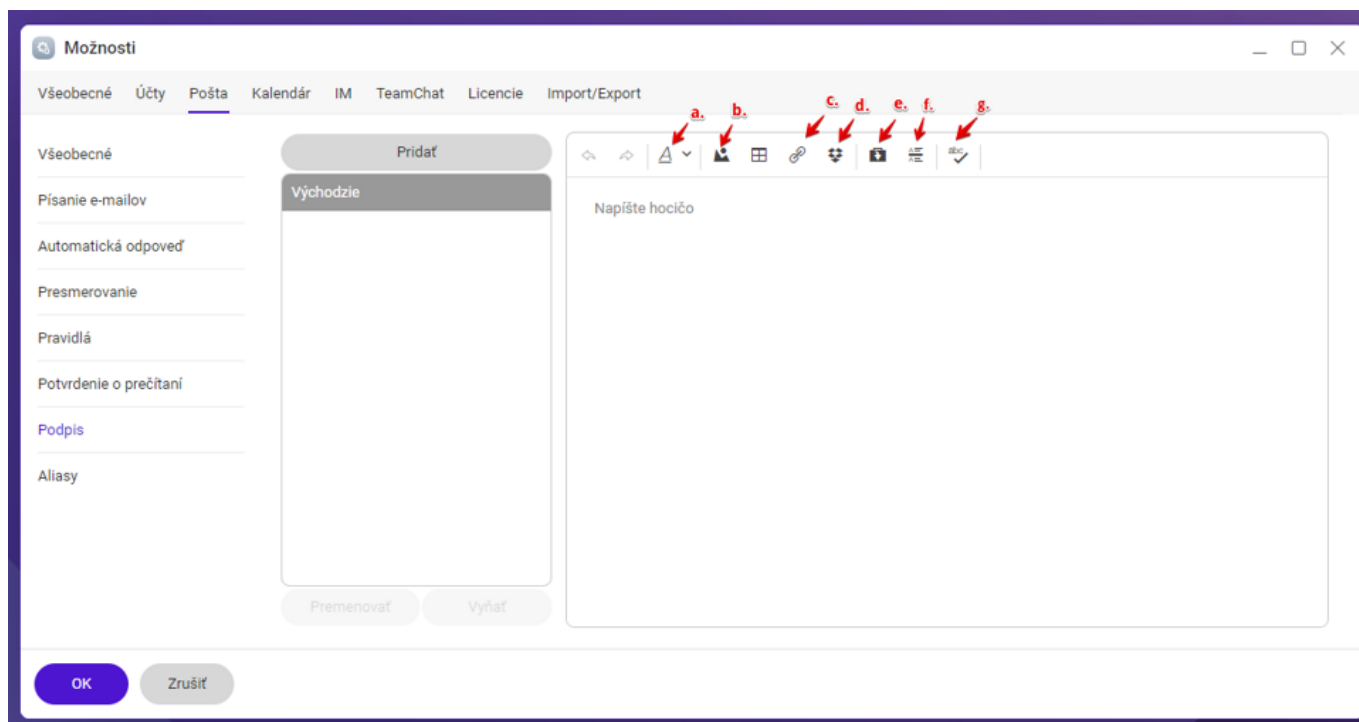 Možnosti
Všeobecné Účty Pošta Kalendár IM TeamChat Licencie Import/Export
a. b. c. d. e. f. g.
Všeobecné
Písanie e-mailov
Automatická odpoveď
Presmerovanie
Pravidlá
Potvrdenie o prečítaní
Podpis
Aliasy
Pridať
Východzie
Premenovať Vyňať
A
abc
Napíšte hocičo
OK Zrušiť